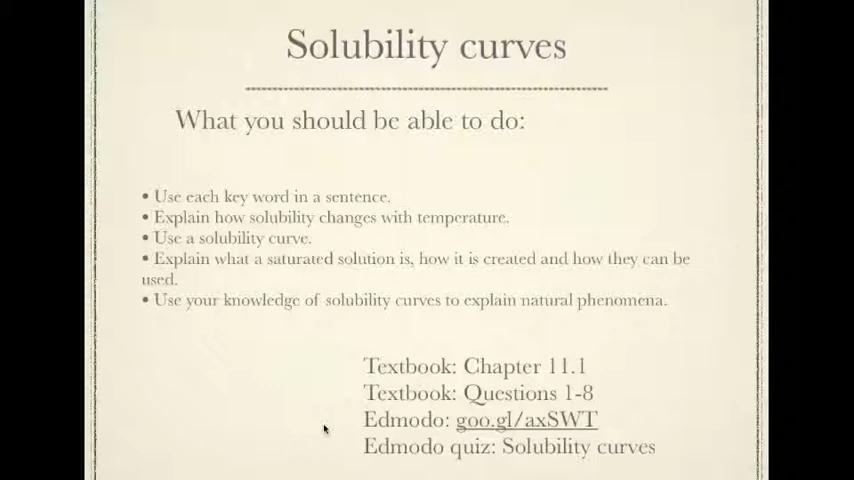 Solubility curves
What you should be able to do:
• Use each key word in a sentence.
• Explain how solubility changes with temperature.
• Use a solubility curve.
• Explain what a saturated solution is, how it is created and how they can be
used.
• Use your knowledge of solubility curves to explain natural phenomena.
Textbook: Chapter 11.1
Textbook: Questions 1-8
Edmodo: goo.gl/axSWT
Edmodo quiz: Solubility curves